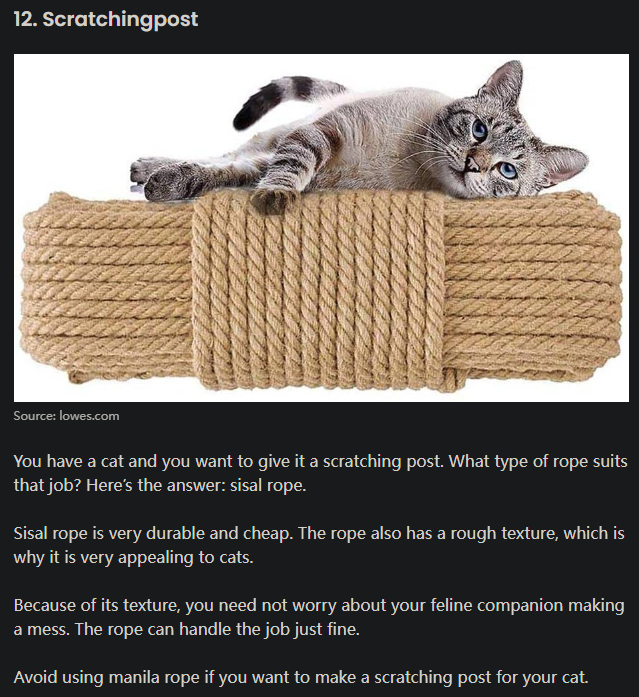 12. Scratchingpost
Source: lowes.com
You have a cat and you want to give it a scratching post. What type of rope suits
that job? Here’s the answer: sisal rope.
Sisal rope is very durable and cheap. The rope also has a rough texture, which is
why it is very appealing to cats.
Because of its texture, you need not worry about your feline companion making
a mess. The rope can handle the job just fine.
Avoid using manila rope if you want to make a scratching post for your cat.